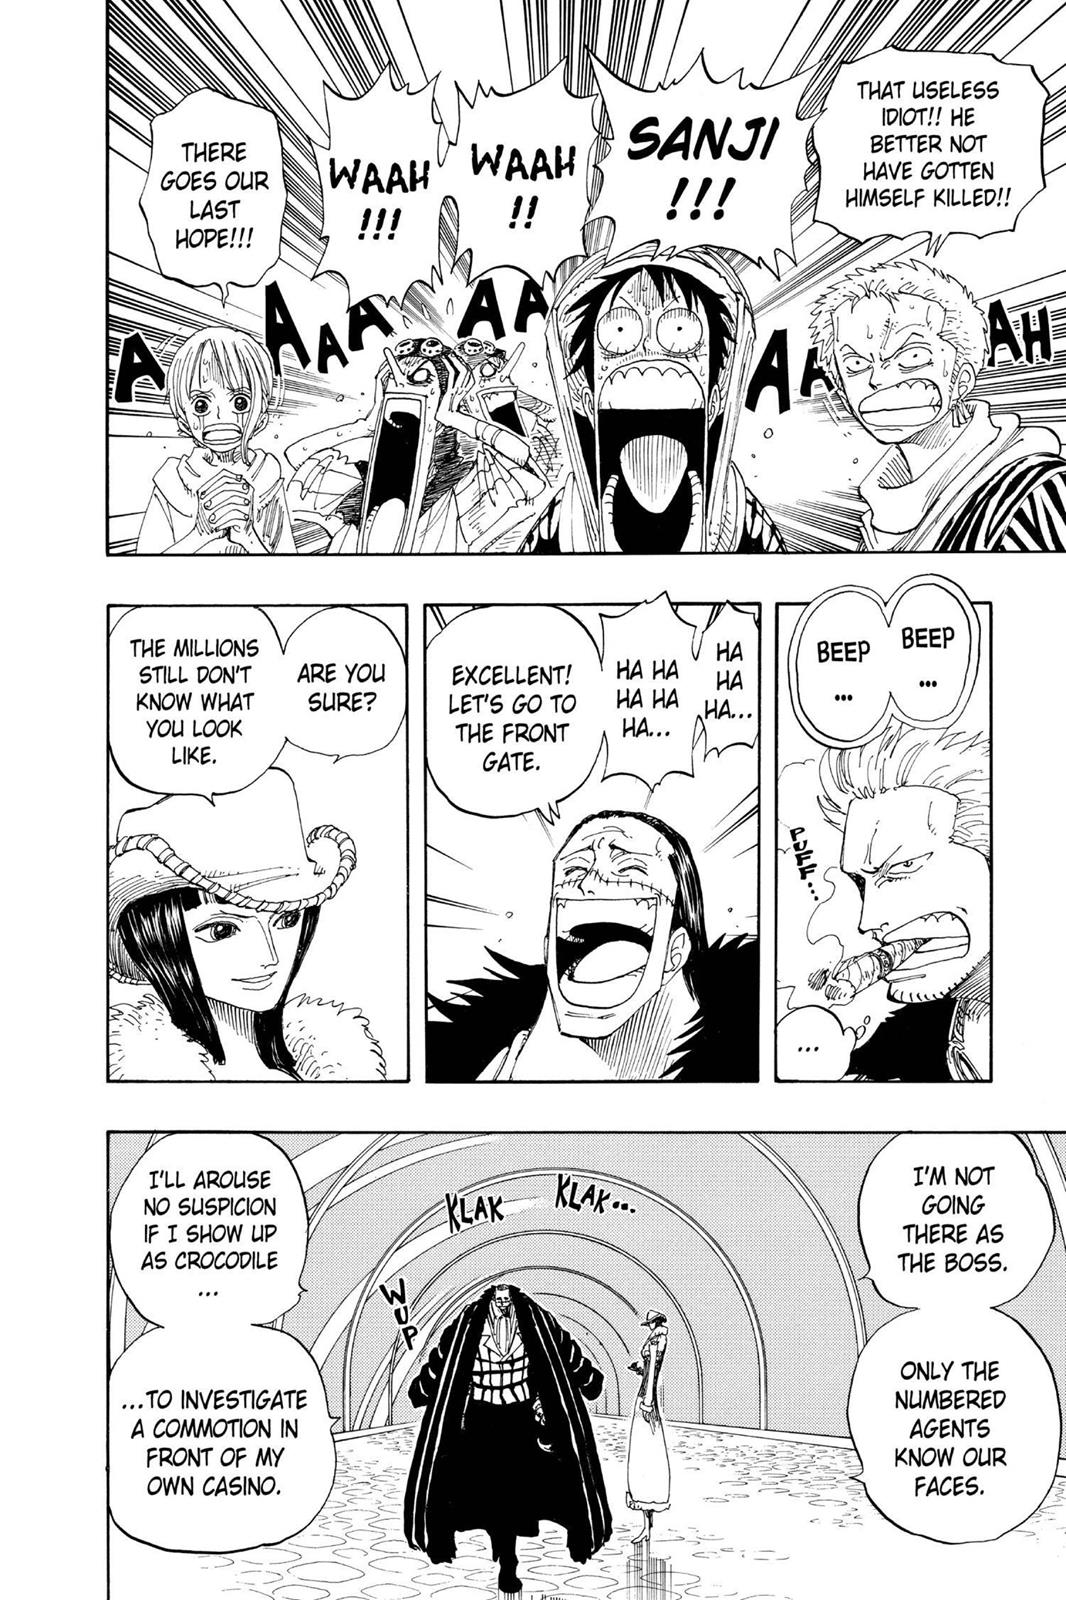 THAT USELESS
IDIOT!! HE
BETTER NOT
HAVE GOTTEN
HIMSELF KILLED!!
SANJI
!!!
WAAH
!!
WAAH
!!!
THERE
GOES OUR
LAST
HOPE!!!
A
AAA
AA
AA
AH
BEEP
...
BEEP
...
PUFF...
...
HA
HA
HA...
HA HA
HA HA
HA...
EXCELLENT!
LET'S GO TO
THE FRONT
GATE.
ARE YOU
SURE?
THE MILLIONS
STILL DON'T
KNOW WHAT
YOU LOOK
LIKE.
I'M NOT
GOING
THERE AS
THE BOSS.
ONLY THE
NUMBERED
AGENTS
KNOW OUR
FACES.
KLAK
KLAK...
WUP
I'LL AROUSE
NO SUSPICION
IF I SHOW UP
AS CROCODILE
...
...TO INVESTIGATE
A COMMOTION IN
FRONT OF MY
OWN CASINO.